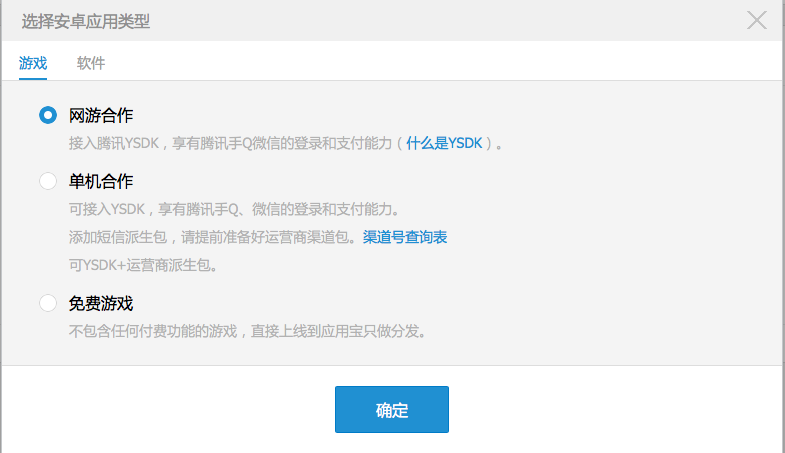 选择安卓应用类型
游戏 软件
网游合作
接入腾讯YSDK，享有腾讯手Q微信的登录和支付能力（什么是YSDK）。
单机合作
可接入YSDK，享有腾讯手Q、微信的登录和支付能力。
添加短信派生包，请提前准备好运营商渠道包。渠道号查询表
可YSDK+运营商派生包。
免费游戏
不包含任何付费功能的游戏，直接上线到应用宝只做分发。
确定